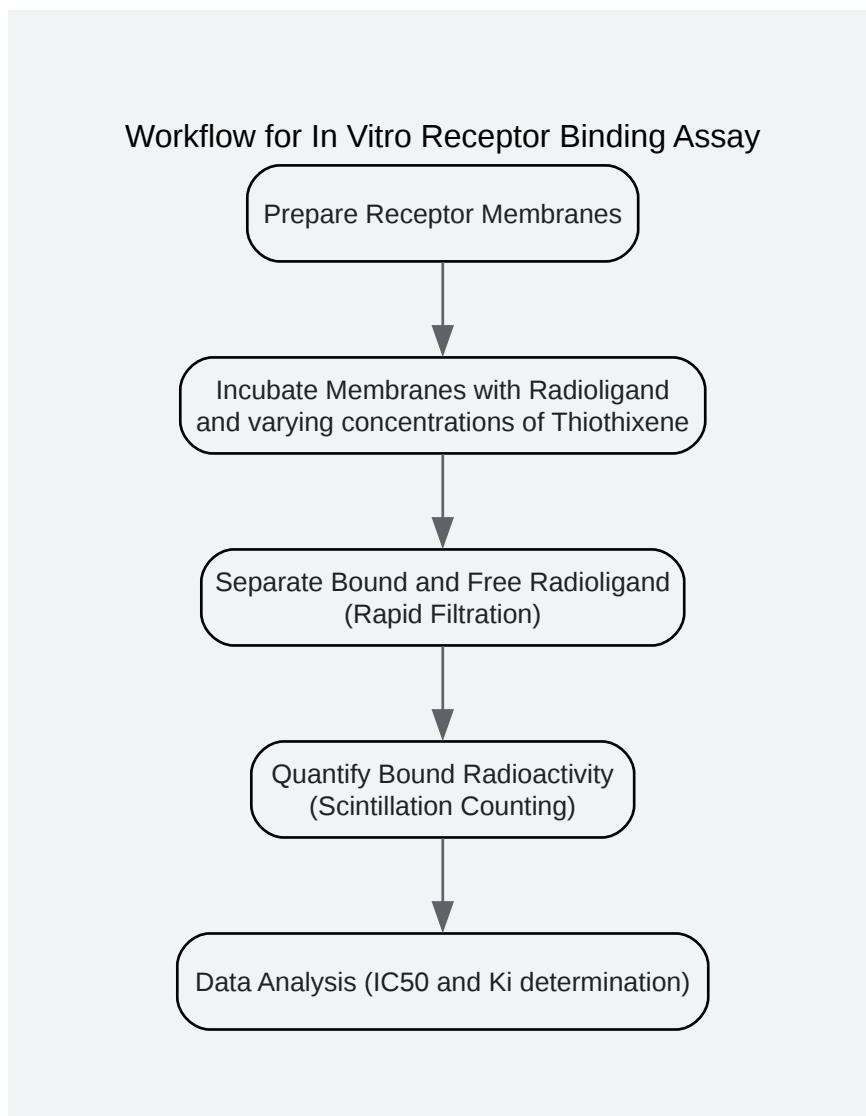 Workflow for In Vitro Receptor Binding Assay
Prepare Receptor Membranes
Incubate Membranes with Radioligand
and varying concentrations of Thiothixene
Separate Bound and Free Radioligand
(Rapid Filtration)
Quantify Bound Radioactivity
(Scintillation Counting)
Data Analysis (IC50 and Ki determination)